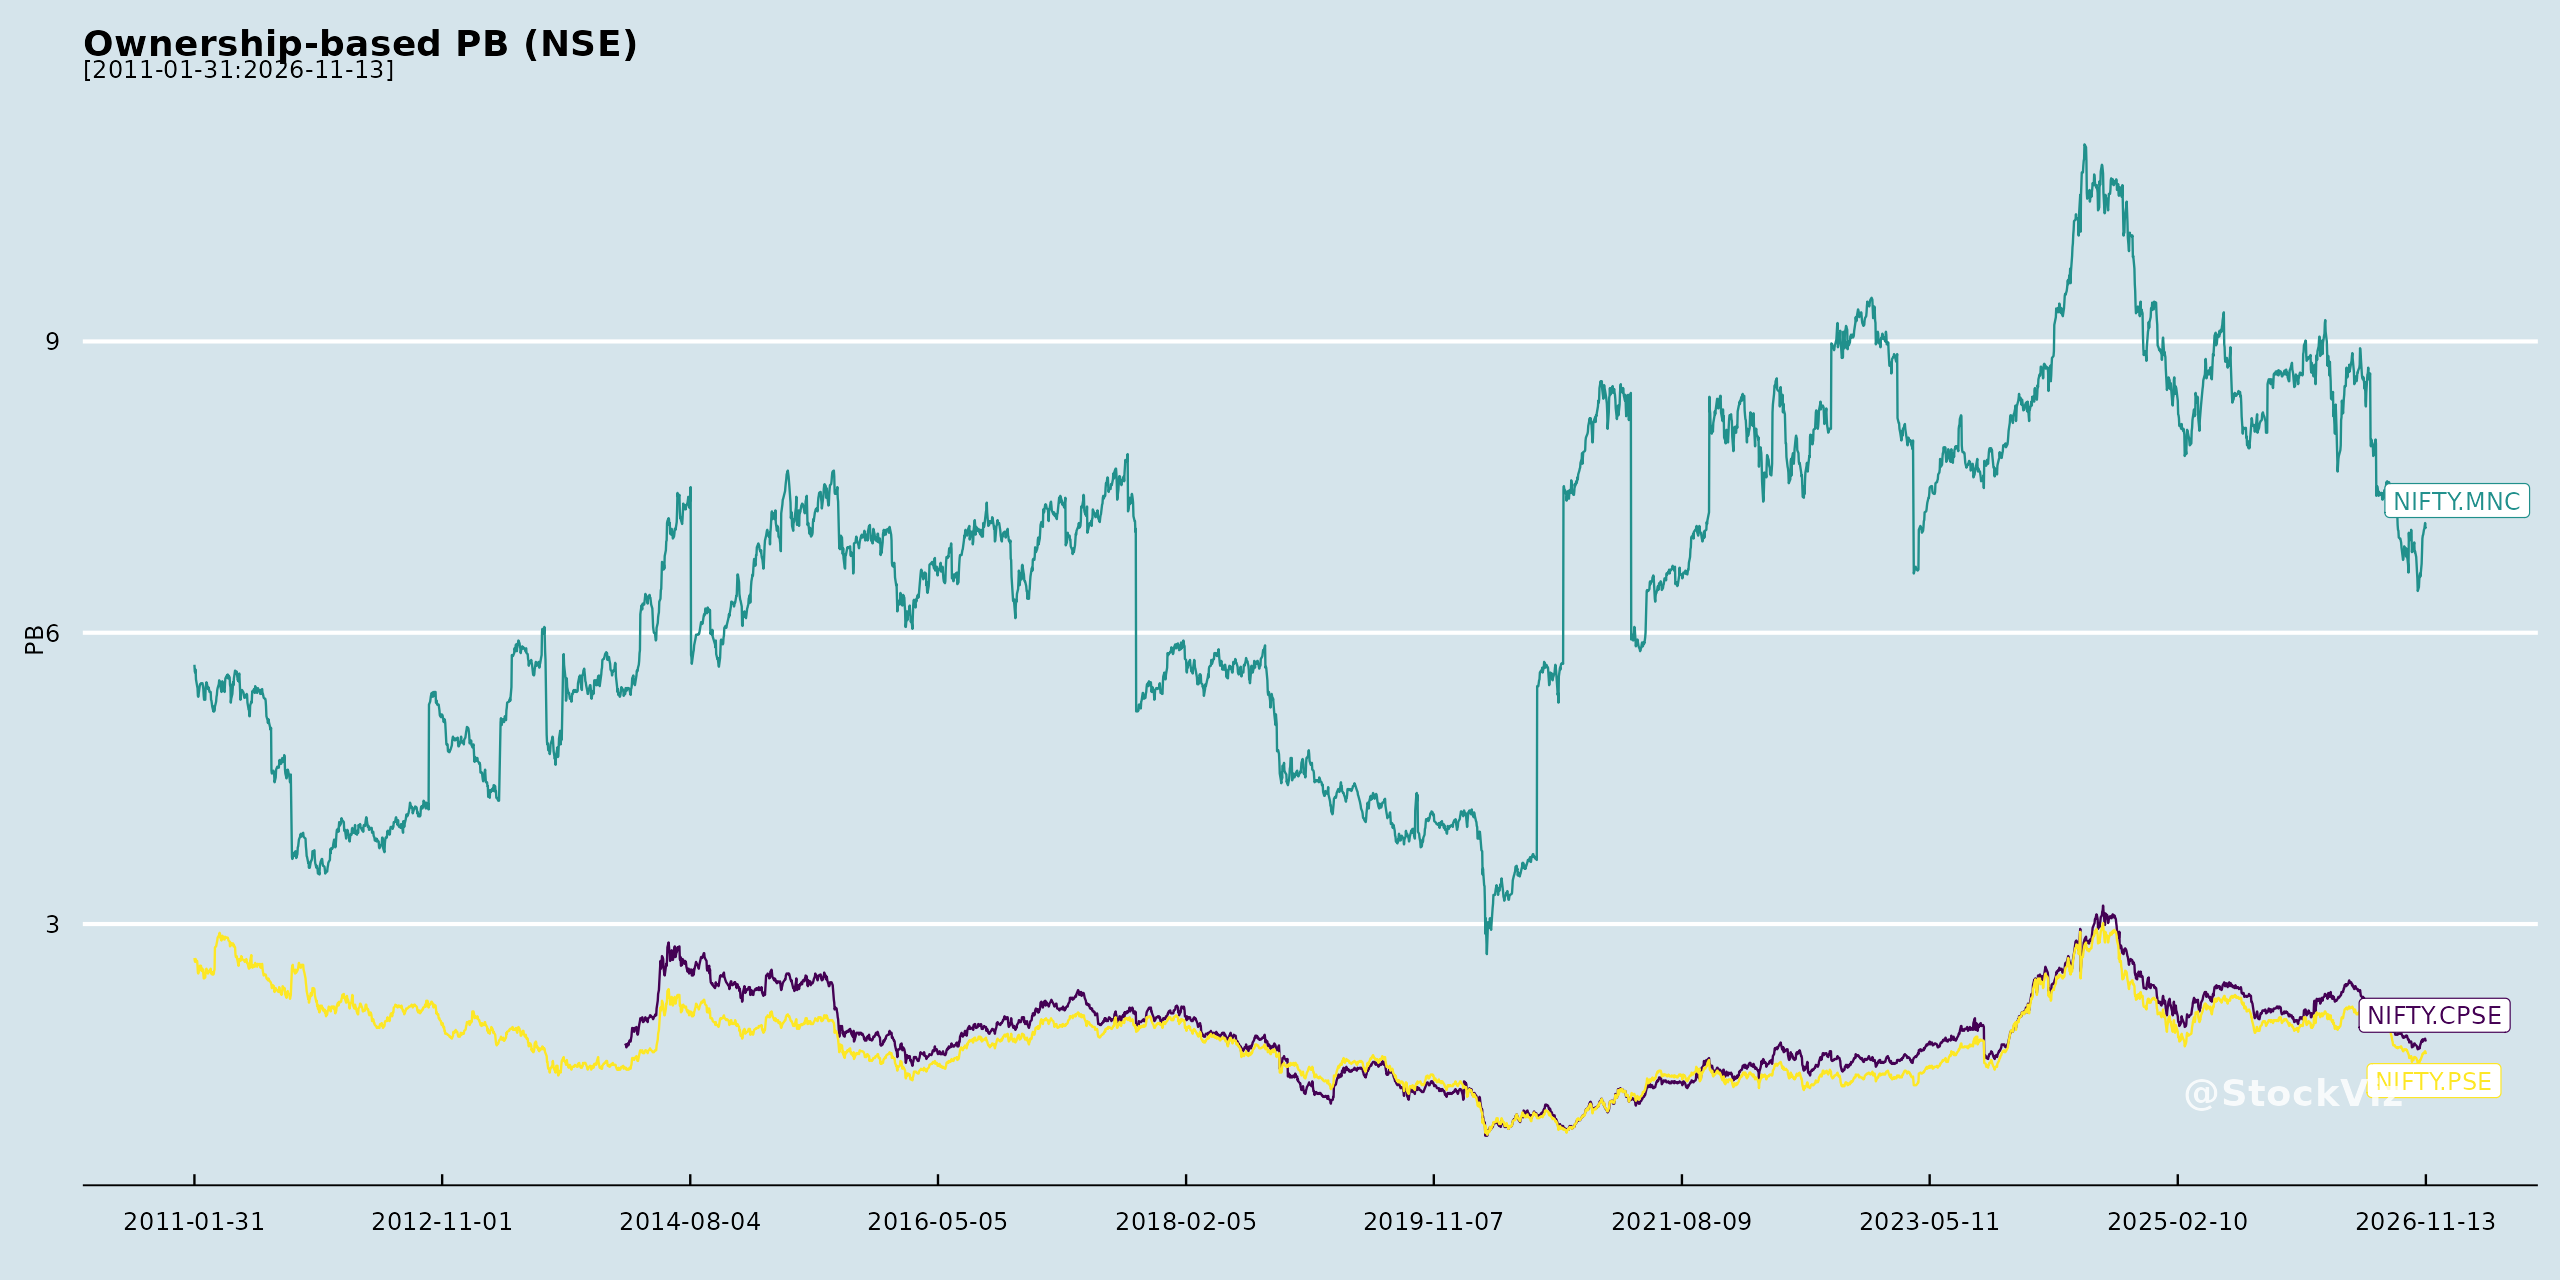 Ownership-based PB (NSE)
[2011-01-31:2026-11-13]
9
NIFTY.MNC
6
PB
3
NIFTY.CPSE
NIFTY.PSE
@StockViz
2011-01-31
2012-11-01
2014-08-04
2016-05-05
2018-02-05
2019-11-07
2021-08-09
2023-05-11
2025-02-10
2026-11-13